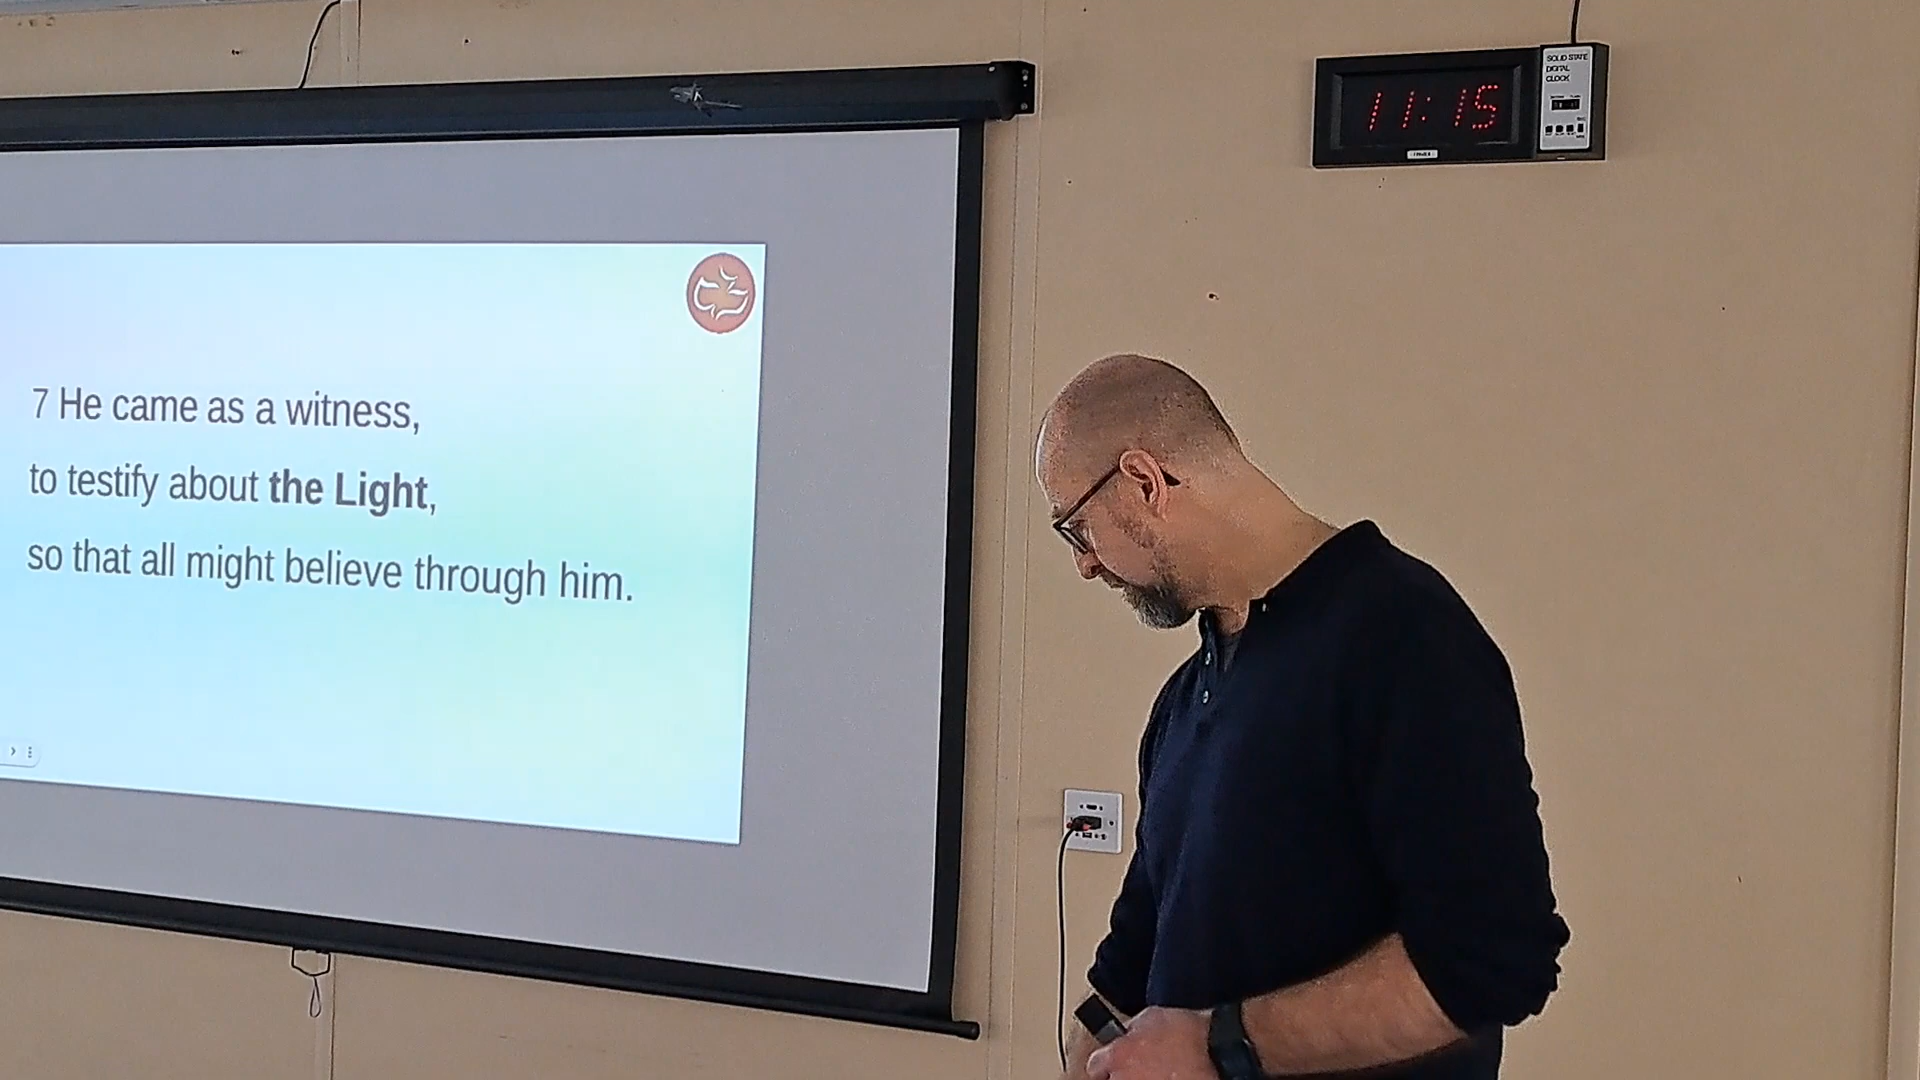 SOLID STATE
DIGITAL
CLOCK
11:15
7 He came as a witness,
to testify about the Light,
so that all might believe through him.